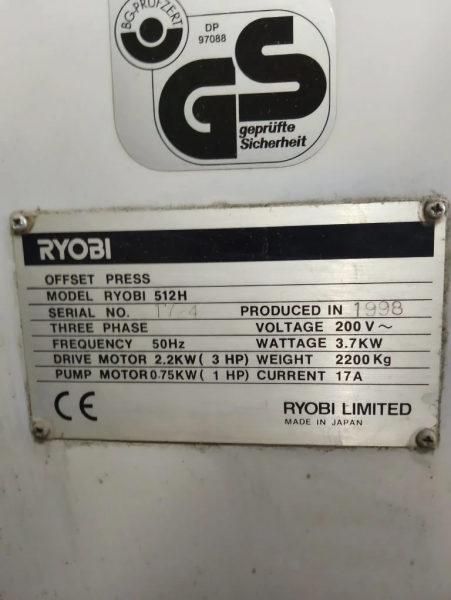 BG-PRÜFZERT
DP
97088
GS
geprüfte
Sicherheit
RYOBI
OFFSET PRESS
MODEL RYOBI 512H
SERIAL NO. PRODUCED IN 1998
THREE PHASE VOLTAGE 200 V ~
FREQUENCY 50Hz WATTAGE 3.7KW
DRIVE MOTOR 2.2KW ( 3 HP) WEIGHT 2200Kg
PUMP MOTOR 0.75KW ( 1 HP) CURRENT 17A
CE RYOBI LIMITED
MADE IN JAPAN